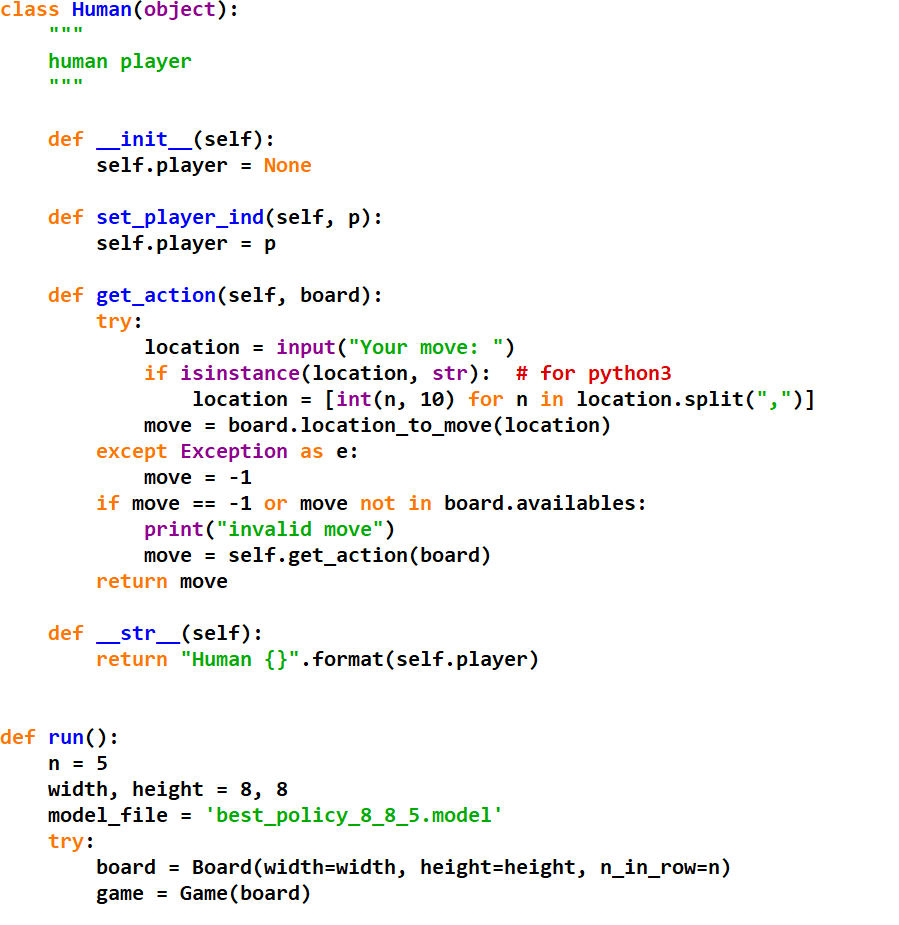 class Human(object):
    """
    human player
    """

    def __init__(self):
        self.player = None

    def set_player_ind(self, p):
        self.player = p

    def get_action(self, board):
        try:
            location = input("Your move: ")
            if isinstance(location, str):  # for python3
                location = [int(n, 10) for n in location.split(",")]
            move = board.location_to_move(location)
        except Exception as e:
            move = -1
        if move == -1 or move not in board.availables:
            print("invalid move")
            move = self.get_action(board)
        return move

    def __str__(self):
        return "Human {}".format(self.player)


def run():
    n = 5
    width, height = 8, 8
    model_file = 'best_policy_8_8_5.model'
    try:
        board = Board(width=width, height=height, n_in_row=n)
        game = Game(board)